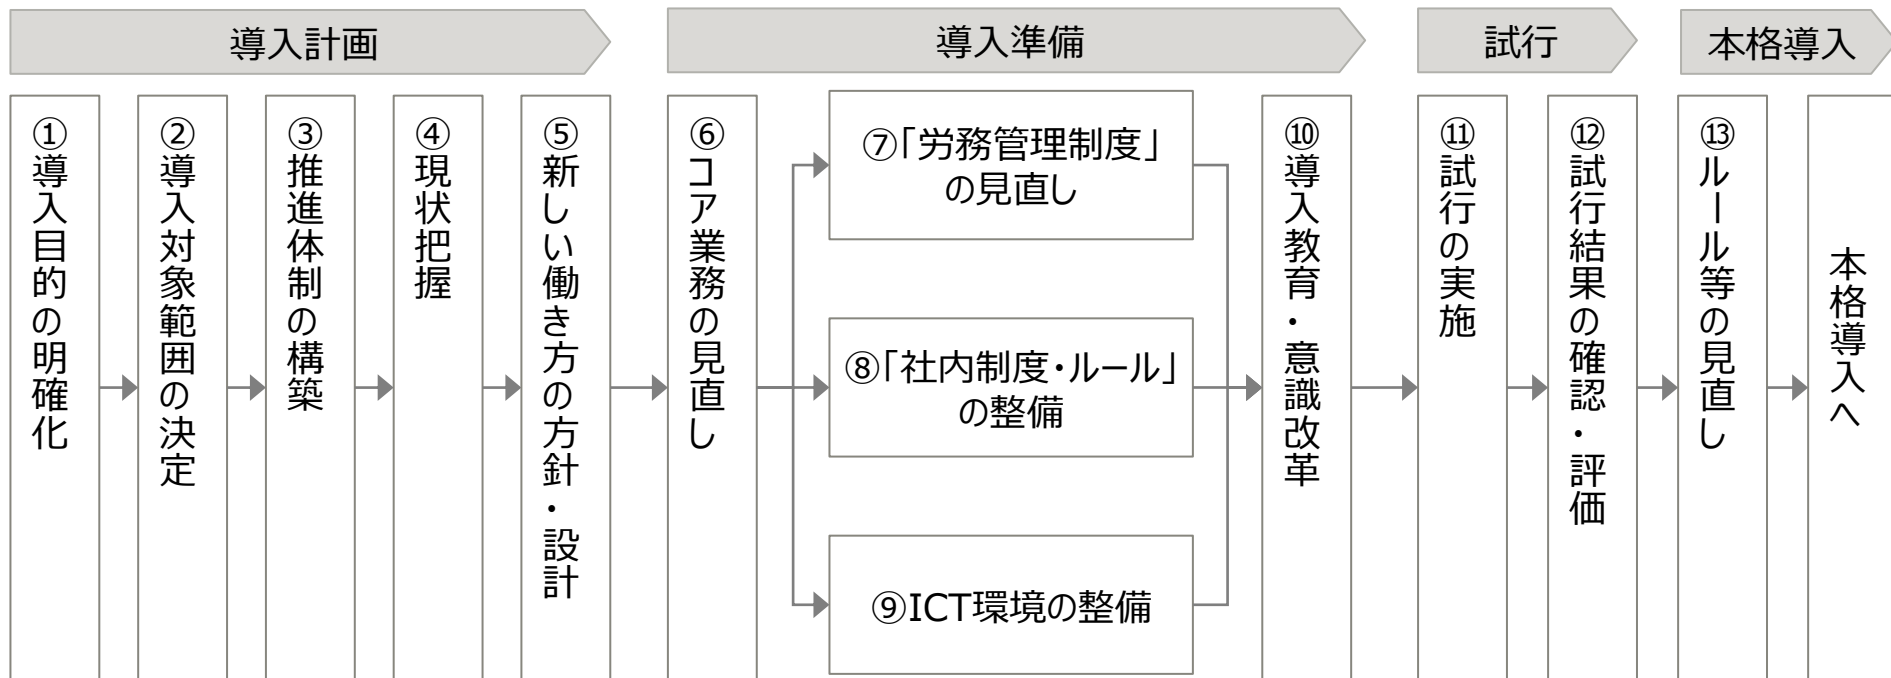 導入計画
導入準備
試行
本格導入
①導入目的の明確化
②導入対象範囲の決定
③推進体制の構築
④現状把握
⑤新しい働き方の方針・設計
⑥コア業務の見直し
⑦「労務管理制度」
の見直し
⑧「社内制度・ルール」
の整備
⑨ICT環境の整備
⑩導入教育・意識改革
⑪試行の実施
⑫試行結果の確認・評価
⑬ルール等の見直し
本格導入へ